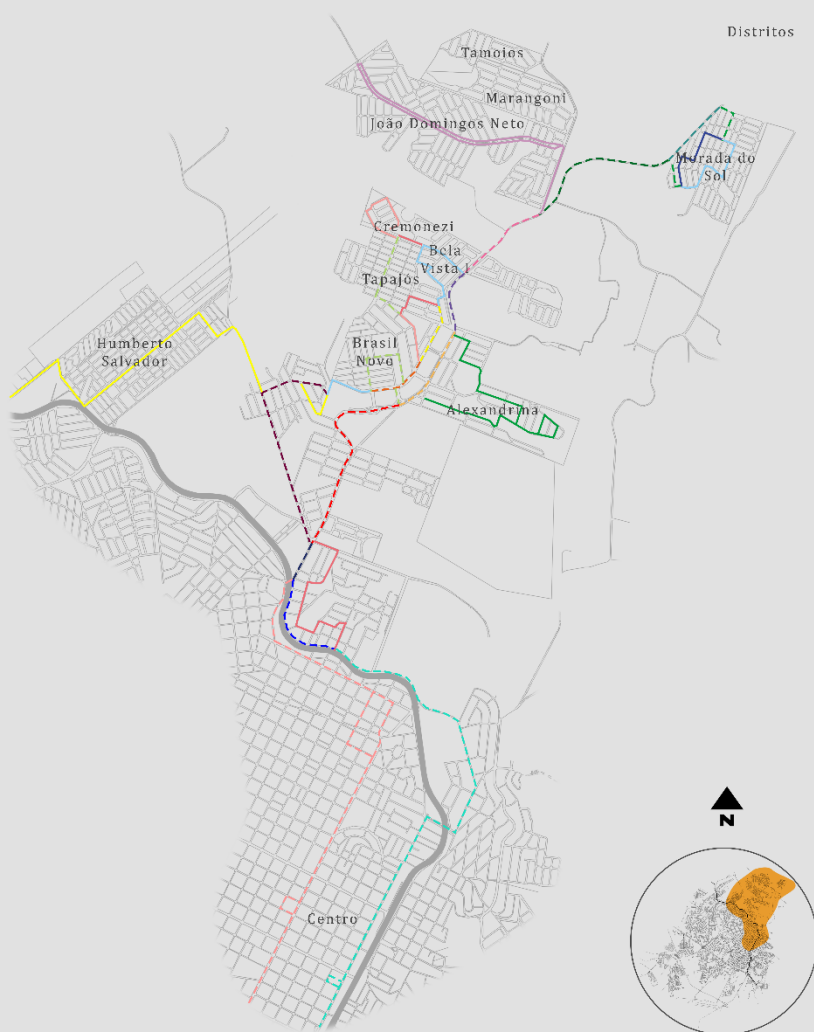 Distritos
Tamoios
Marangoni
João Domingos Neto
Morada do
Sol
Cremonezi
Bela
Vista I
Tapajós
Humberto
Salvador
Brasil
Novo
Alexandrina
N
Centro